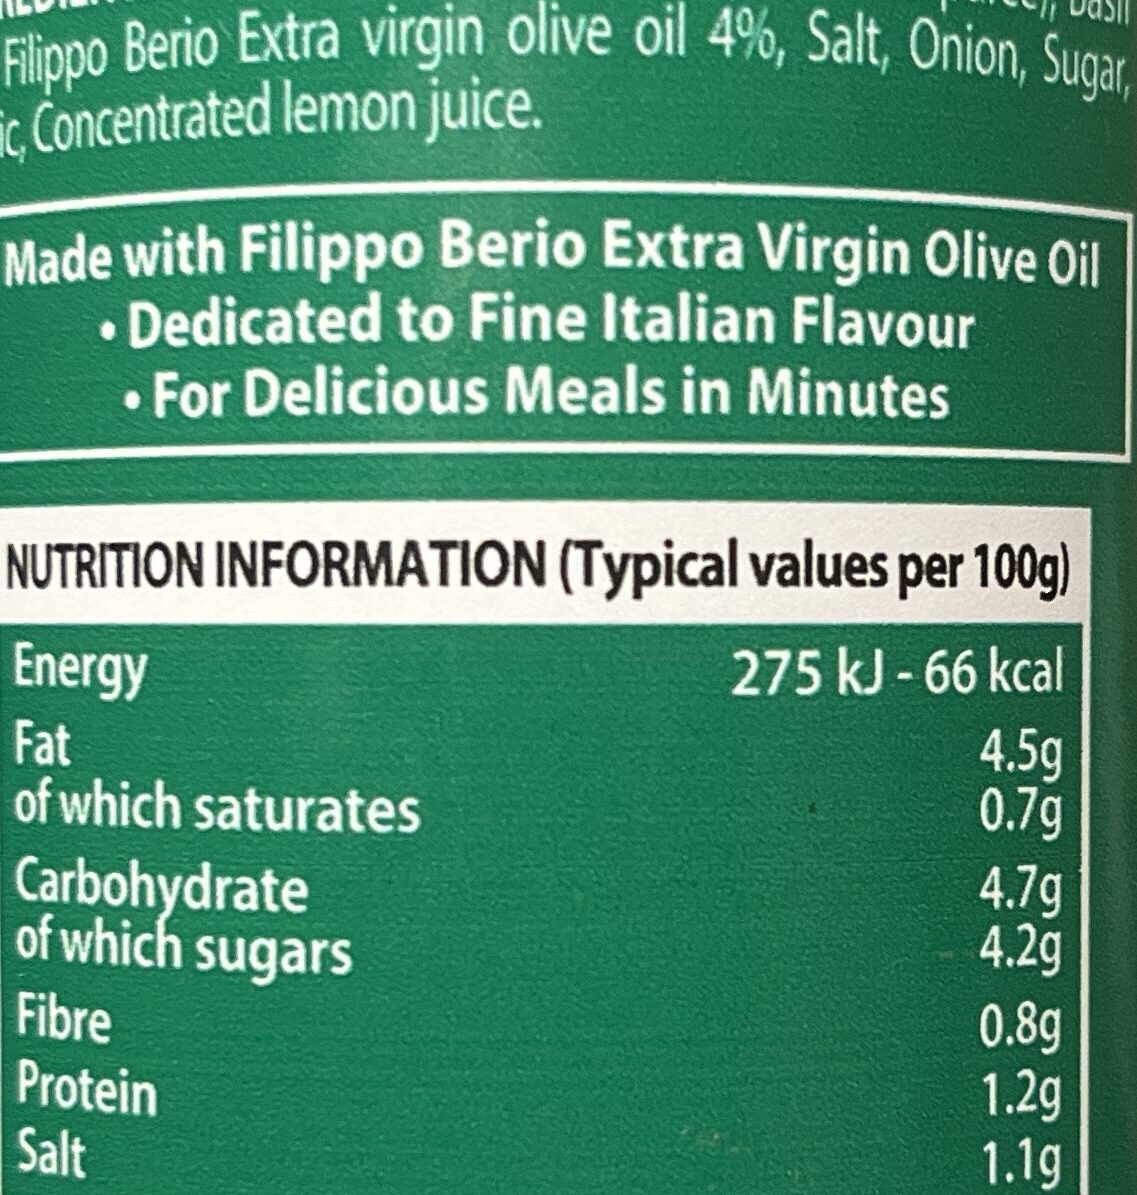 Basil
Filippo Berio Extra virgin olive oil 4%, Salt, Onion, Sugar,
ic, Concentrated lemon juice.
Made with Filippo Berio Extra Virgin Olive Oil
• Dedicated to Fine Italian Flavour
• For Delicious Meals in Minutes
NUTRITION INFORMATION (Typical values per 100g)
Energy 275 kJ - 66 kcal
Fat 4.5g
of which saturates 0.7g
Carbohydrate 4.7g
of which sugars 4.2g
Fibre 0.8g
Protein 1.2g
Salt 1.1g